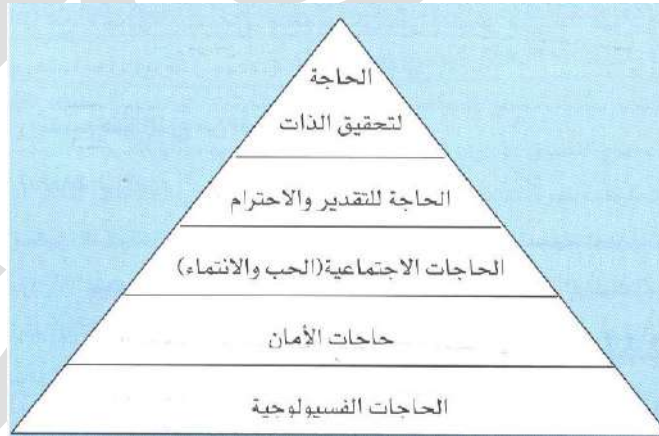 الحاجة
لتحقيق الذات
الحاجة للتقدير والاحترام
الحاجات الاجتماعية(الحب والانتماء)
حاجات الأمان
الحاجات الفسيولوجية